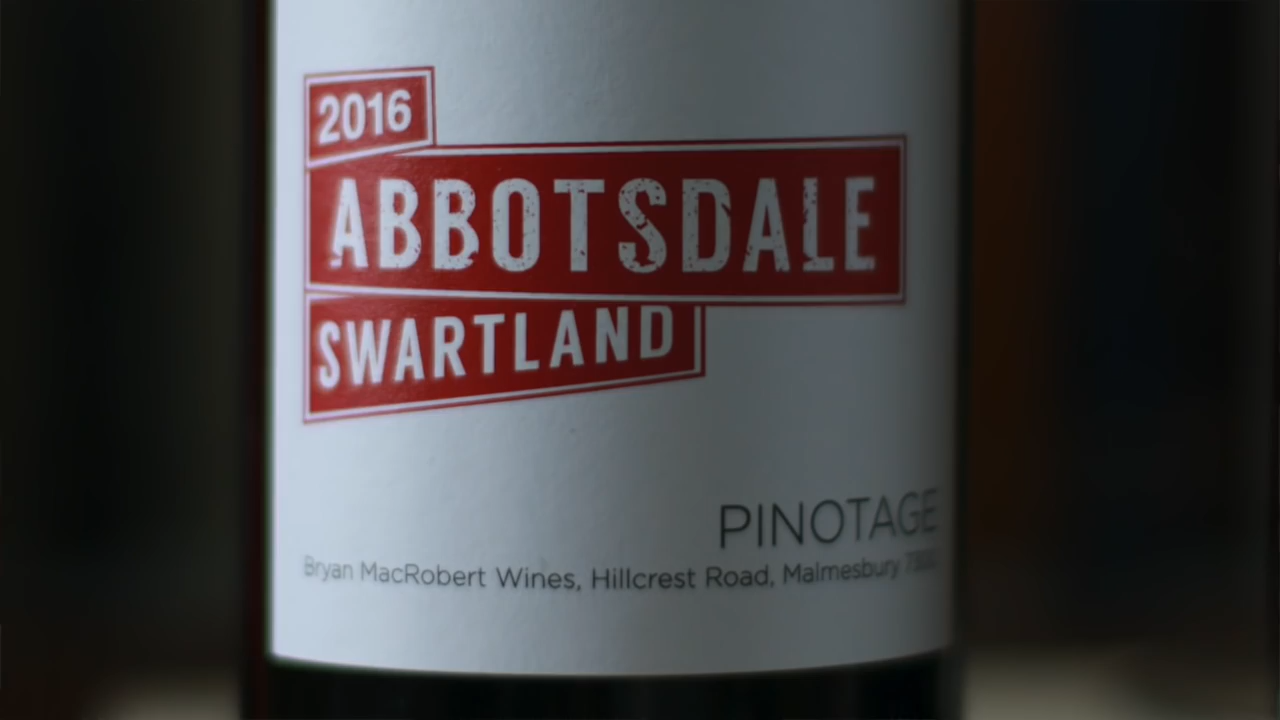 2016
ABBOTSDALE
SWARTLAND
PINOTAGE
Bryan MacRobert Wines, Hillcrest Road, Malmesbury